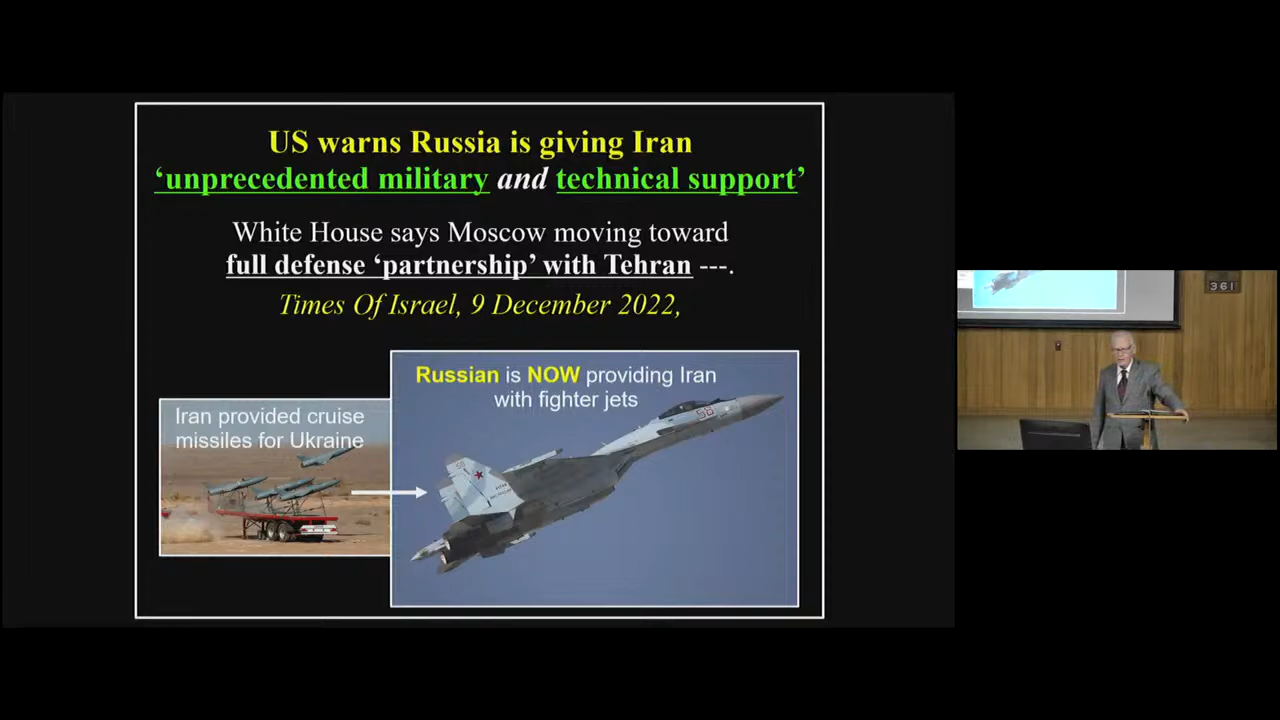 US warns Russia is giving Iran
‘unprecedented military and technical support’
White House says Moscow moving toward
full defense ‘partnership’ with Tehran ---.
Times Of Israel, 9 December 2022,
Russian is NOW providing Iran
with fighter jets
Iran provided cruise
missiles for Ukraine
58
361